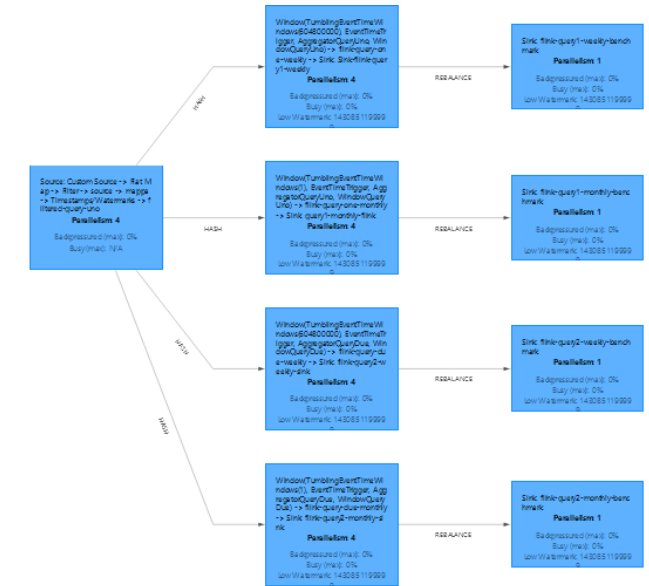 Window(TumblingEventTimeWi
ndows(604800000), EventTimeTr
igger, AggregatorQueryUno, Win
dowQueryUno) -> flink-query-on
e-weekly -> Sink: Sink-flink-quer
y1-weekly
Parallelism: 4
Backpressured (max): 0%
Busy (max): 0%
Low Watermark: 143085119999
Sink: flink-query1-weekly-bench
mark
Parallelism: 1
Backpressured (max): 0%
Busy (max): 0%
Low Watermark: 143085119999
HASH
REBALANCE
Source: Custom Source -> Flat M
ap -> Filter -> source -> mappe
-> Timestamps/Watermarks -> f
iltered-query-uno
Parallelism: 4
Backpressured (max): 0%
Busy (max): N/A
Window(TumblingEventTimeWi
ndows(1), EventTimeTrigger, Agg
regatorQueryUno, WindowQuery
Uno) -> flink-query-one-monthly
-> Sink: query1-monthly-flink
Parallelism: 4
Backpressured (max): 0%
Busy (max): 0%
Low Watermark: 143085119999
Sink: flink-query1-monthly-benc
hmark
Parallelism: 1
Backpressured (max): 0%
Busy (max): 0%
Low Watermark: 143085119999
HASH
REBALANCE
Window(TumblingEventTimeWi
ndows(604800000), EventTimeTr
igger, AggregatorQueryDue, Win
dowQueryDue) -> flink-query-du
e-weekly -> Sink: flink-query2-w
eekly-sink
Parallelism: 4
Backpressured (max): 0%
Busy (max): 0%
Low Watermark: 143085119999
Sink: flink-query2-weekly-bench
mark
Parallelism: 1
Backpressured (max): 0%
Busy (max): 0%
Low Watermark: 143085119999
HASH
REBALANCE
Window(TumblingEventTimeWi
ndows(1), EventTimeTrigger, Agg
regatorQueryDue, WindowQuery
Due) -> flink-query-due-monthly
-> Sink: flink-query2-monthly-si
nk
Parallelism: 4
Backpressured (max): 0%
Busy (max): 0%
Low Watermark: 143085119999
Sink: flink-query2-monthly-benc
hmark
Parallelism: 1
Backpressured (max): 0%
Busy (max): 0%
Low Watermark: 143085119999
HASH
REBALANCE